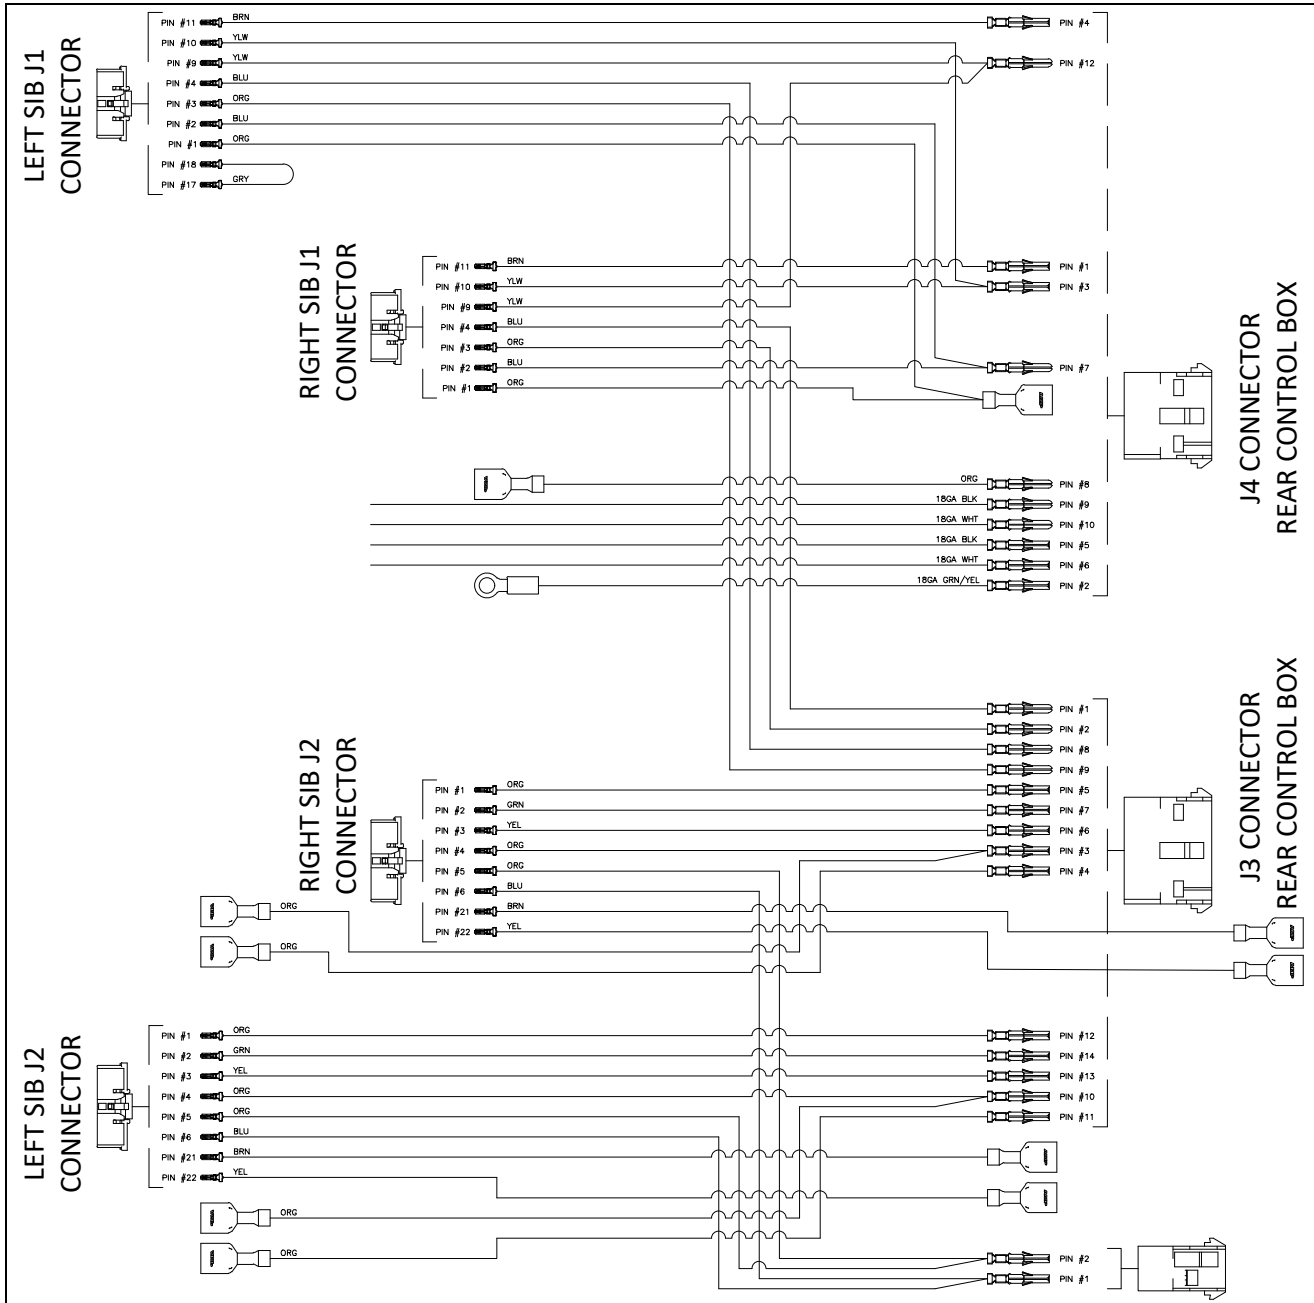 LEFT SIB J1
CONNECTOR
PIN #11 BRN
PIN #10 YLW
PIN #9 YLW
PIN #4 BLU
PIN #3 ORG
PIN #2 BLU
PIN #1 ORG
PIN #18
PIN #17 GRY
PIN #4
PIN #12
RIGHT SIB J1
CONNECTOR
PIN #11 BRN
PIN #10 YLW
PIN #9 YLW
PIN #4 BLU
PIN #3 ORG
PIN #2 BLU
PIN #1 ORG
PIN #1
PIN #3
PIN #7
J4 CONNECTOR
REAR CONTROL BOX
ORG PIN #8
18GA BLK PIN #9
18GA WHT PIN #10
18GA BLK PIN #5
18GA WHT PIN #6
18GA GRN/YEL PIN #2
PIN #1
PIN #2
PIN #8
PIN #9
PIN #5
PIN #7
PIN #6
PIN #3
PIN #4
J3 CONNECTOR
REAR CONTROL BOX
RIGHT SIB J2
CONNECTOR
PIN #1 ORG
PIN #2 GRN
PIN #3 YEL
PIN #4 ORG
PIN #5 ORG
PIN #6 BLU
PIN #21 BRN
PIN #22 YEL
ORG
ORG
LEFT SIB J2
CONNECTOR
PIN #1 ORG
PIN #2 GRN
PIN #3 YEL
PIN #4 ORG
PIN #5 ORG
PIN #6 BLU
PIN #21 BRN
PIN #22 YEL
PIN #12
PIN #14
PIN #13
PIN #10
PIN #11
ORG
ORG
PIN #2
PIN #1